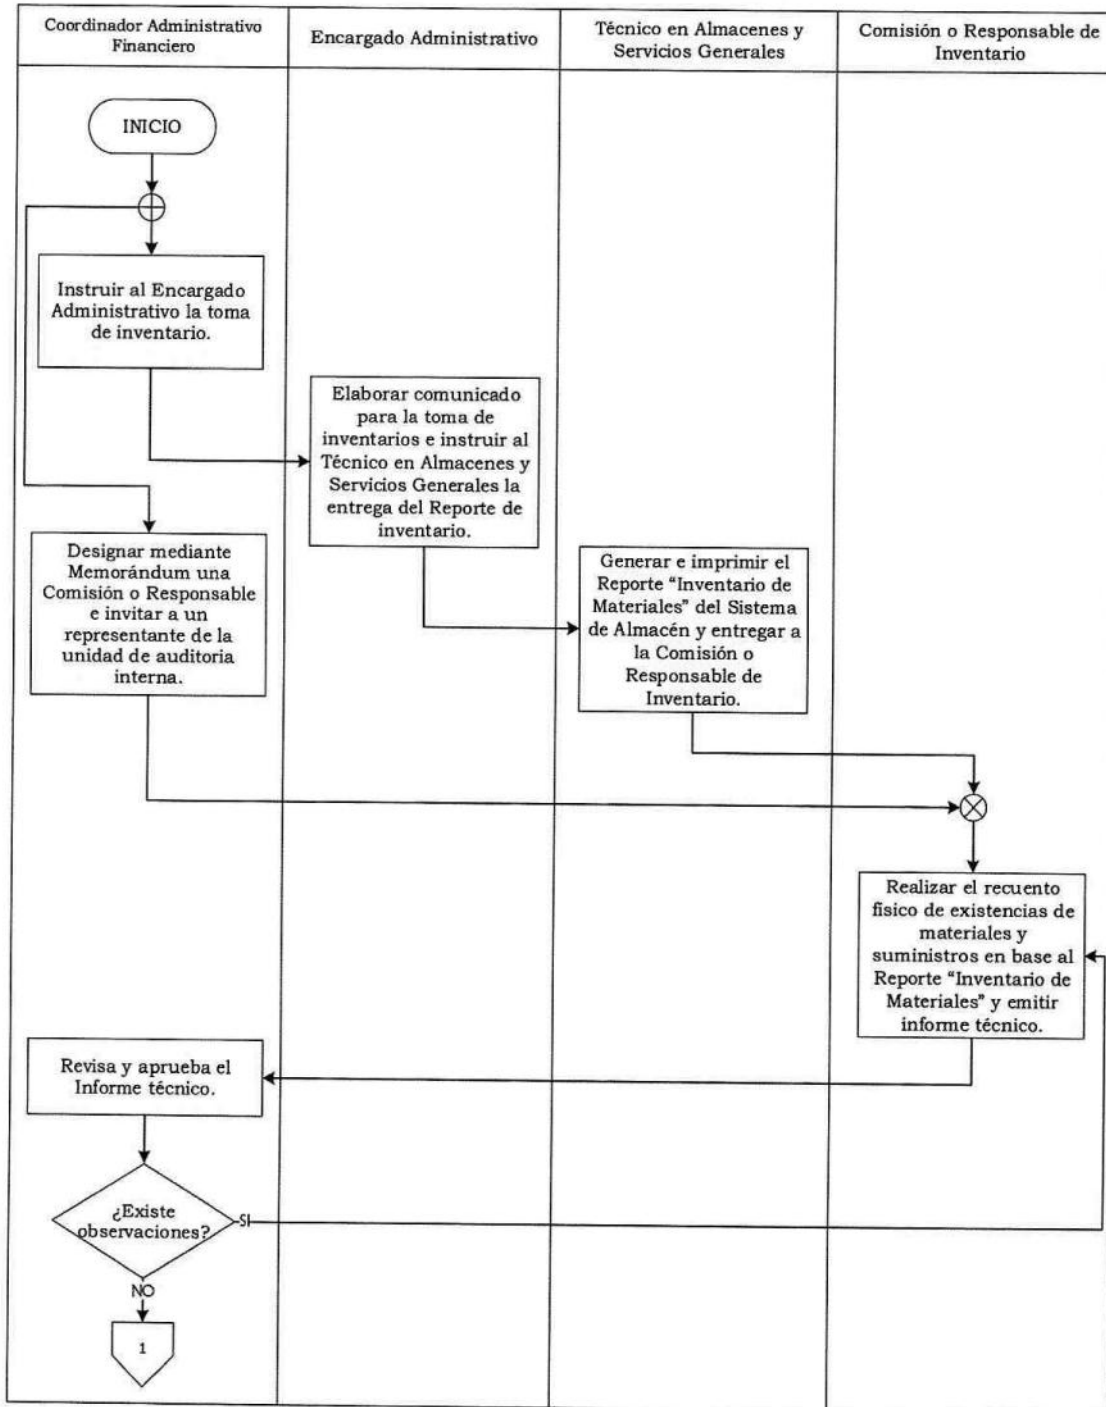 Coordinador Administrativo
Financiero
Encargado Administrativo
Técnico en Almacenes y
Servicios Generales
Comisión o Responsable de
Inventario
INICIO
Instruir al Encargado
Administrativo la toma
de inventario.
Elaborar comunicado
para la toma de
inventarios e instruir al
Técnico en Almacenes y
Servicios Generales la
entrega del Reporte de
inventario.
Designar mediante
Memorándum una
Comisión o Responsable
e invitar a un
representante de la
unidad de auditoria
interna.
Generar e imprimir el
Reporte “Inventario de
Materiales” del Sistema
de Almacén y entregar a
la Comisión o
Responsable de
Inventario.
Realizar el recuento
físico de existencias de
materiales y
suministros en base al
Reporte “Inventario de
Materiales” y emitir
informe técnico.
Revisa y aprueba el
Informe técnico.
¿Existe
observaciones?
SI
NO
1